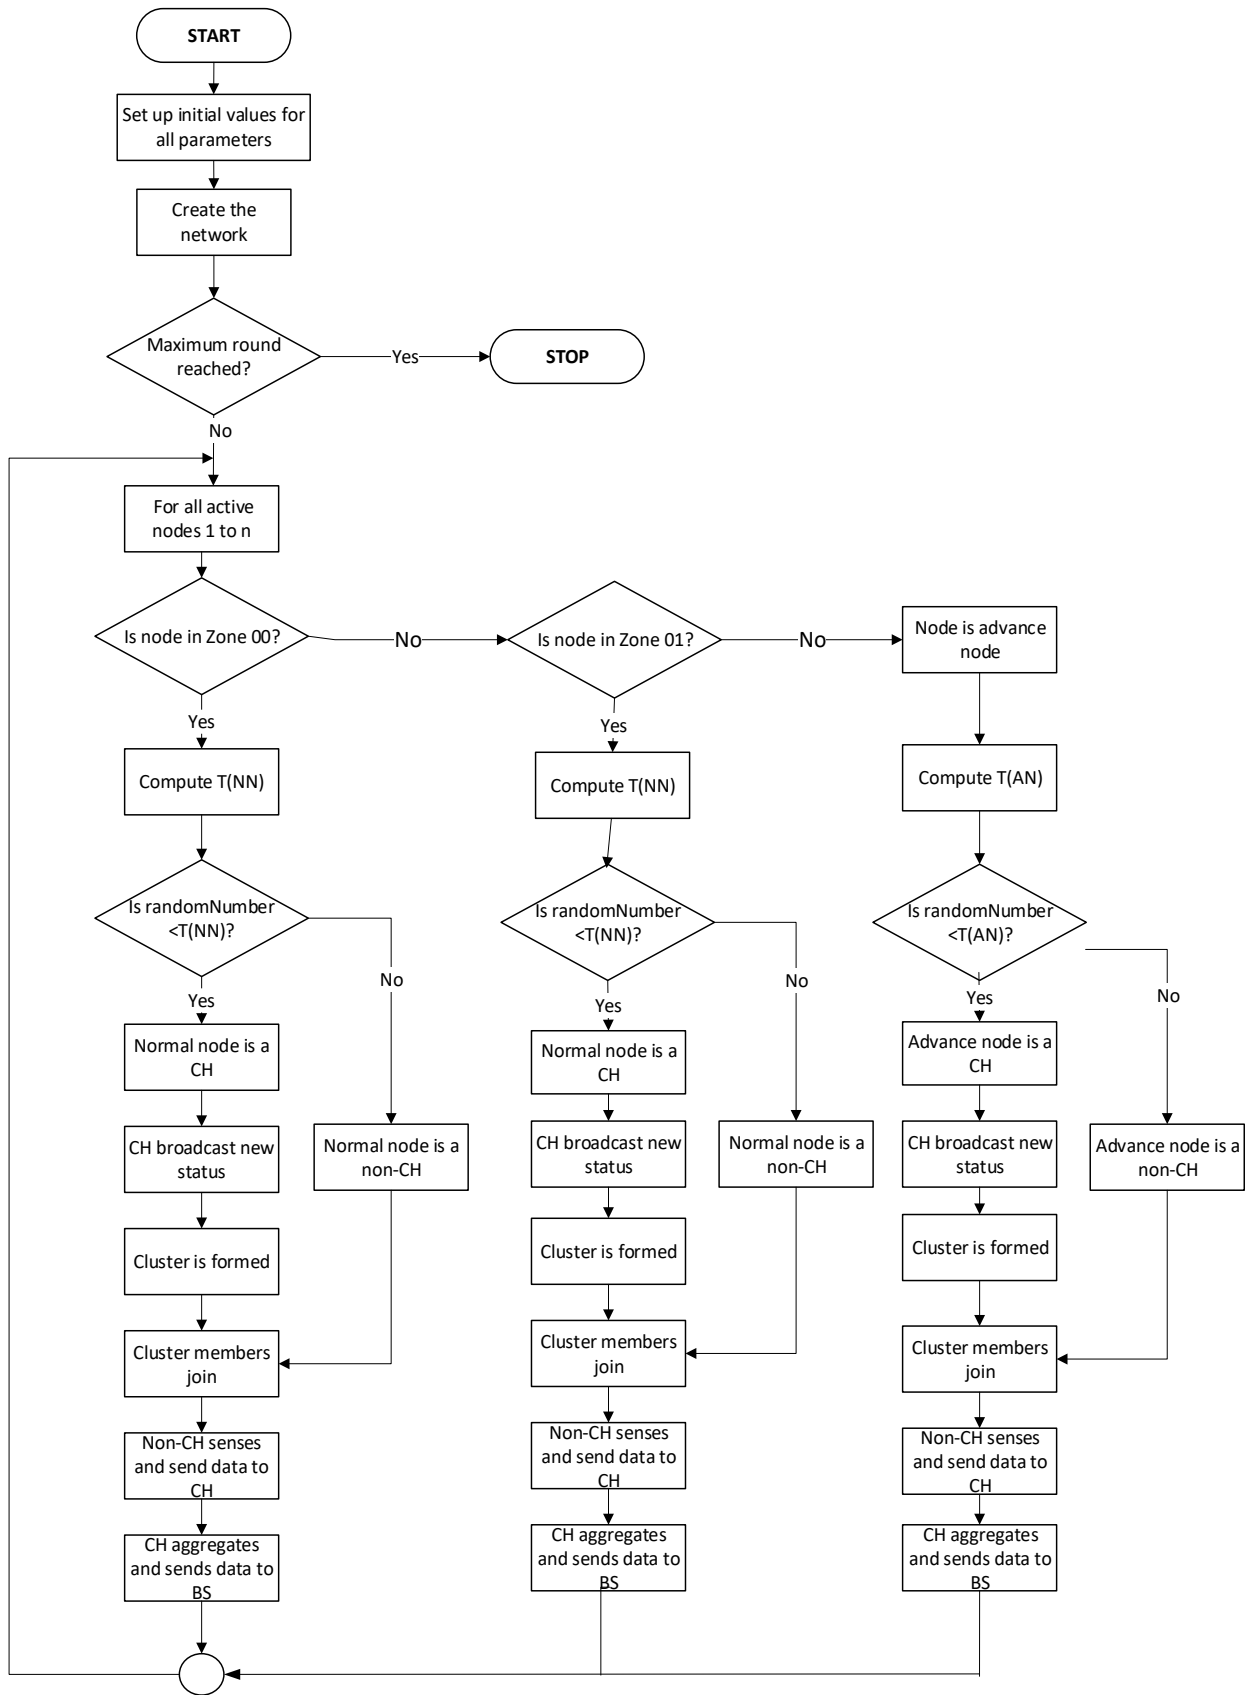 START
Set up initial values for
all parameters
Create the
network
Maximum round
reached?
Yes
STOP
No
For all active
nodes 1 to n
Is node in Zone 00?
No
Is node in Zone 01?
No
Node is advance
node
Yes
Yes
Compute T(NN)
Compute T(NN)
Compute T(AN)
Is randomNumber
<T(NN)?
Is randomNumber
<T(NN)?
Is randomNumber
<T(AN)?
No
No
No
Yes
Yes
Yes
Normal node is a
CH
Normal node is a
CH
Advance node is a
CH
CH broadcast new
status
Normal node is a
non-CH
CH broadcast new
status
Normal node is a
non-CH
CH broadcast new
status
Advance node is a
non-CH
Cluster is formed
Cluster is formed
Cluster is formed
Cluster members
join
Cluster members
join
Cluster members
join
Non-CH senses
and send data to
CH
Non-CH senses
and send data to
CH
Non-CH senses
and send data to
CH
CH aggregates
and sends data to
BS
CH aggregates
and sends data to
BS
CH aggregates
and sends data to
BS